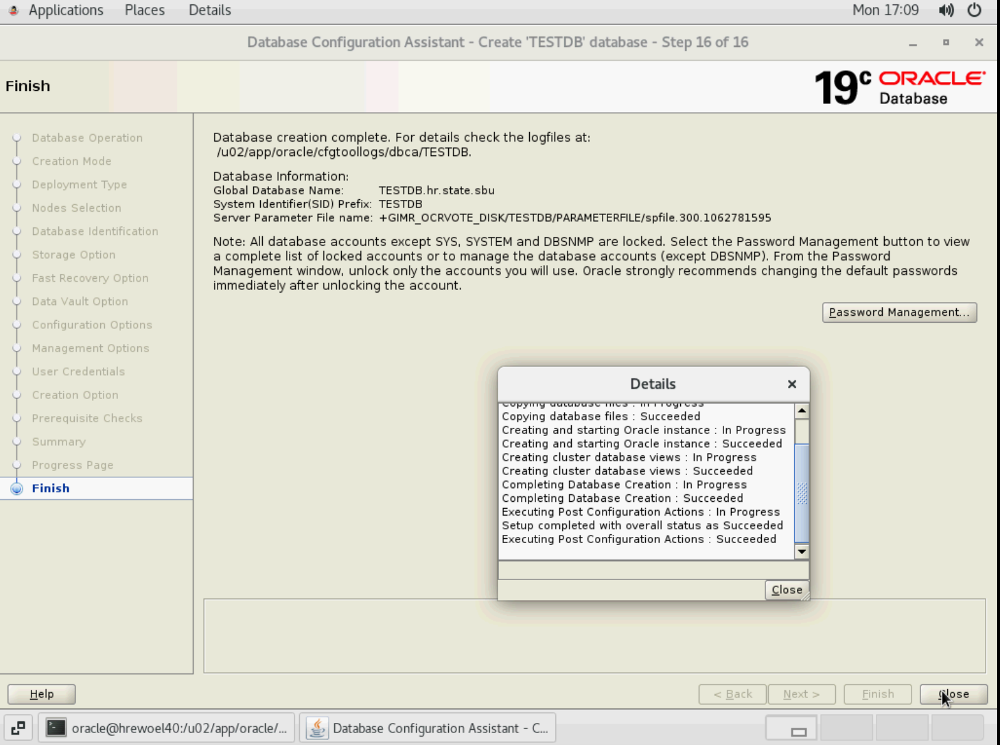 Applications Places Details Mon 17:09
Database Configuration Assistant - Create 'TESTDB' database - Step 16 of 16
Finish
19c ORACLE
Database
Database Operation
Creation Mode
Deployment Type
Nodes Selection
Database Identification
Storage Option
Fast Recovery Option
Data Vault Option
Configuration Options
Management Options
User Credentials
Creation Option
Prerequisite Checks
Summary
Progress Page
Finish
Database creation complete. For details check the logfiles at:
/u02/app/oracle/cfgtoollogs/dbca/TESTDB.
Database Information:
Global Database Name: TESTDB.hr.state.sbu
System Identifier(SID) Prefix: TESTDB
Server Parameter File name: +GIMR_OCRVOTE_DISK/TESTDB/PARAMETERFILE/spfile.300.1062781595
Note: All database accounts except SYS, SYSTEM and DBSNMP are locked. Select the Password Management button to view
a complete list of locked accounts or to manage the database accounts (except DBSNMP). From the Password
Management window, unlock only the accounts you will use. Oracle strongly recommends changing the default passwords
immediately after unlocking the account.
Password Management...
Details
Copying database files : In Progress
Copying database files : Succeeded
Creating and starting Oracle instance : In Progress
Creating and starting Oracle instance : Succeeded
Creating cluster database views : In Progress
Creating cluster database views : Succeeded
Completing Database Creation : In Progress
Completing Database Creation : Succeeded
Executing Post Configuration Actions : In Progress
Setup completed with overall status as Succeeded
Executing Post Configuration Actions : Succeeded
Close
Help < Back Next > Finish Close
oracle@hrewoel40:/u02/app/oracle/... Database Configuration Assistant - C...